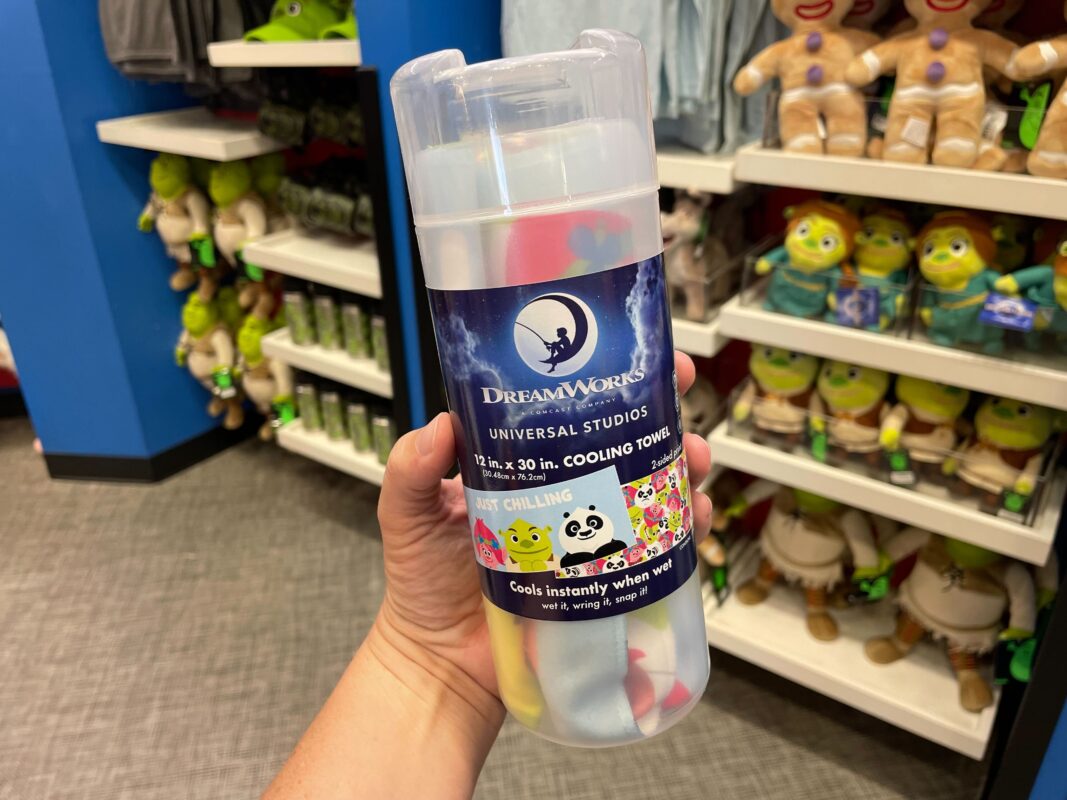 DREAMWORKS
A COMCAST COMPANY
UNIVERSAL STUDIOS
12 in. x 30 in. COOLING TOWEL
(30.48cm x 76.2cm)
2-sided
JUST CHILLING
Cools instantly when wet
wet it, wring it, snap it!